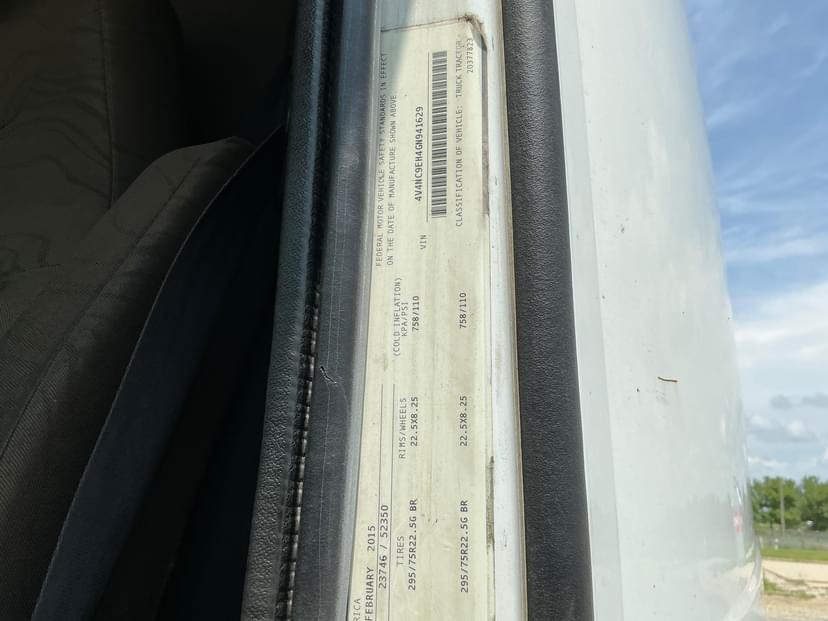 RICA
FEBRUARY 2015
23746 / 52350
FEDERAL MOTOR VEHICLE SAFETY STANDARDS IN EFFECT
ON THE DATE OF MANUFACTURE SHOWN ABOVE
TIRES RIMS/WHEELS (COLD INFLATION) KPA/PSI
295/75R22.5G BR 22.5X8.25 758/110
VIN 4V4NC9EH4GN941629
295/75R22.5G BR 22.5X8.25 758/110
CLASSIFICATION OF VEHICLE: TRUCK TRACTOR
20377823